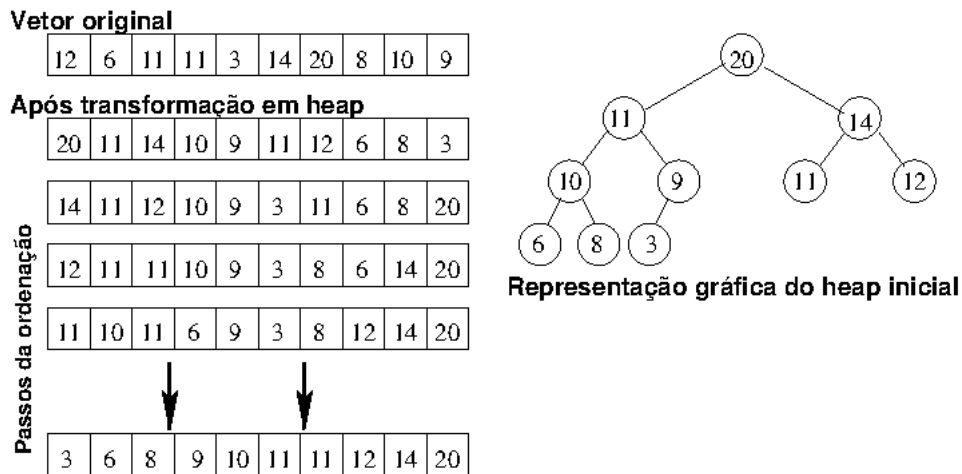 Vetor original
12 6 11 11 3 14 20 8 10 9
Após transformação em heap
20 11 14 10 9 11 12 6 8 3
Passos da ordenação
14 11 12 10 9 3 11 6 8 20
12 11 11 10 9 3 8 6 14 20
11 10 11 6 9 3 8 12 14 20
3 6 8 9 10 11 11 12 14 20
20
11 14
10 9 11 12
6 8 3
Representação gráfica do heap inicial